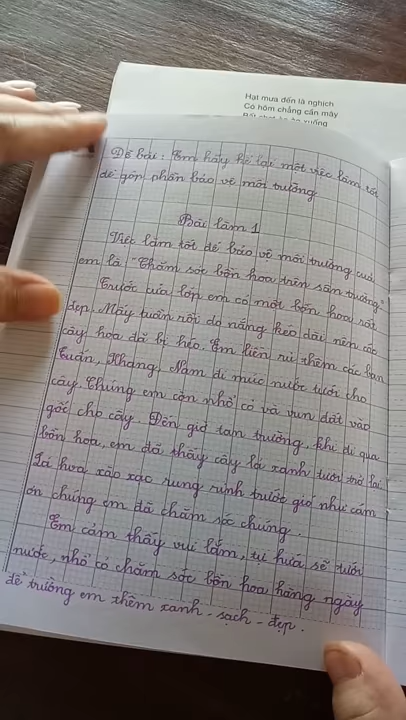 Hạt mưa đến là nghịch
Có hôm chẳng cần mây
Đề bài: Em hãy kể lại một việc làm tốt
để góp phần bảo vệ môi trường
Bài làm 1
Việc làm tốt để bảo vệ môi trường của
em là "Chăm sóc bồn hoa trên sân trường".
Trước cửa lớp em có một bồn hoa rất
đẹp. Mấy tuần rồi do nắng kéo dài nên các
cây hoa đã bị héo. Em liền rủ thêm các bạn
Tuấn, Khang, Nam đi múc nước tưới cho
cây. Chúng em còn nhổ cỏ và vun đất vào
gốc cho cây. Đến giờ tan trường, khi đi qua
bồn hoa, em đã thấy cây lá xanh tươi trở lại.
Lá hoa xào xạc rung rinh trước gió như cảm
ơn chúng em đã chăm sóc chúng.
Em cảm thấy vui lắm, tự hứa sẽ tưới
nước, nhổ cỏ chăm sóc bồn hoa hàng ngày
để trường em thêm xanh - sạch - đẹp.